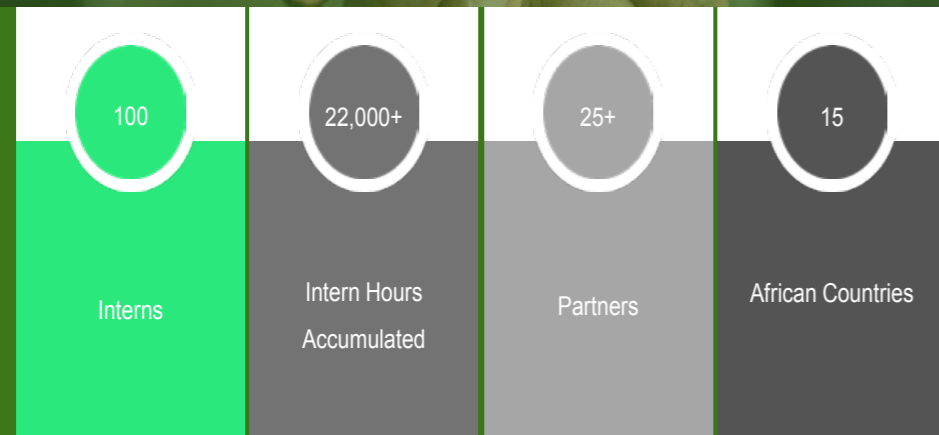 100
22,000+
25+
15
Interns
Intern Hours
Accumulated
Partners
African Countries